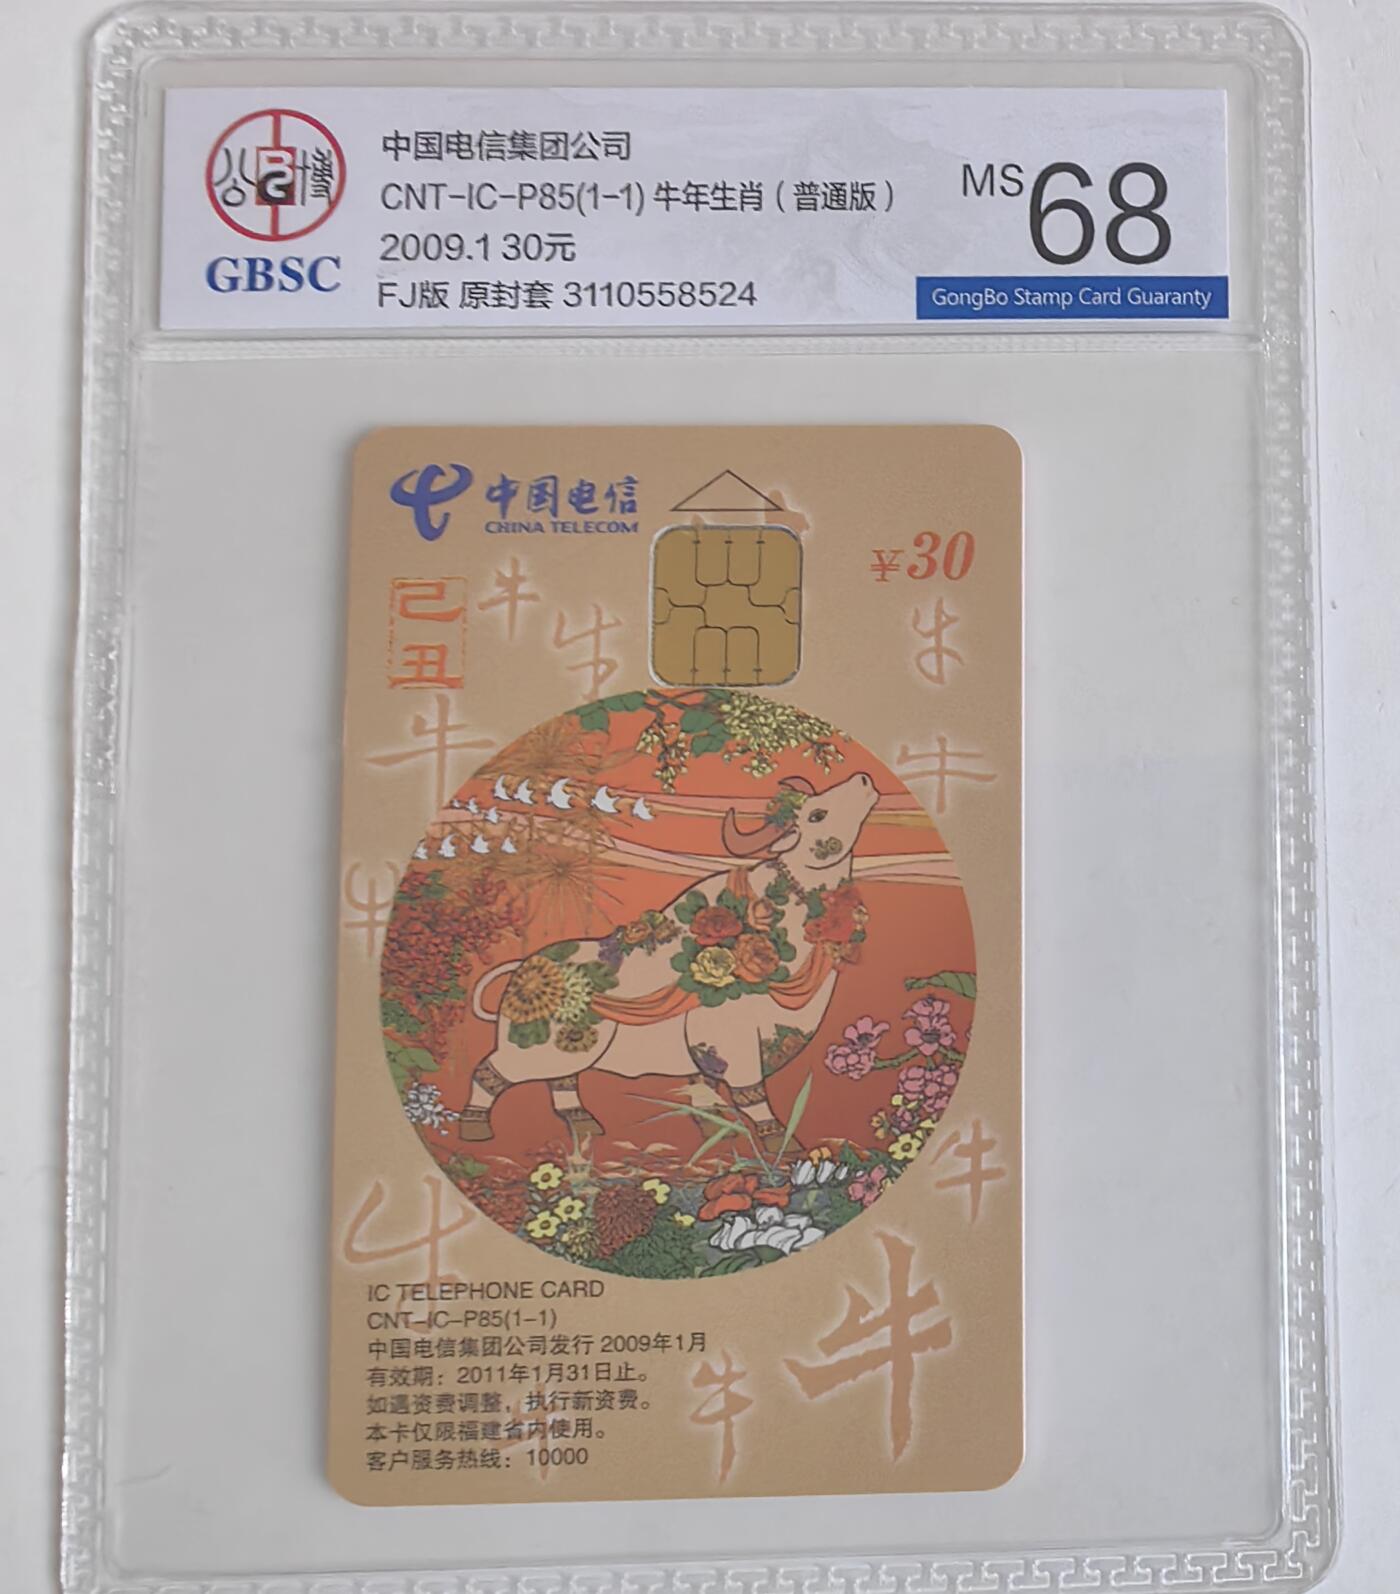 公博
GBSC
中国电信集团公司
CNT-IC-P85(1-1) 牛年生肖（普通版）
2009.1 30元
FJ版 原封套 3110558524
MS 68
GongBo Stamp Card Guaranty
中国电信
CHINA TELECOM
¥30
己丑
牛
牛
牛
牛
牛
牛
牛
牛
牛
牛
牛
IC TELEPHONE CARD
CNT-IC-P85(1-1)
中国电信集团公司发行 2009年1月
有效期：2011年1月31日止。
如遇资费调整，执行新资费。
本卡仅限福建省内使用。
客户服务热线：10000